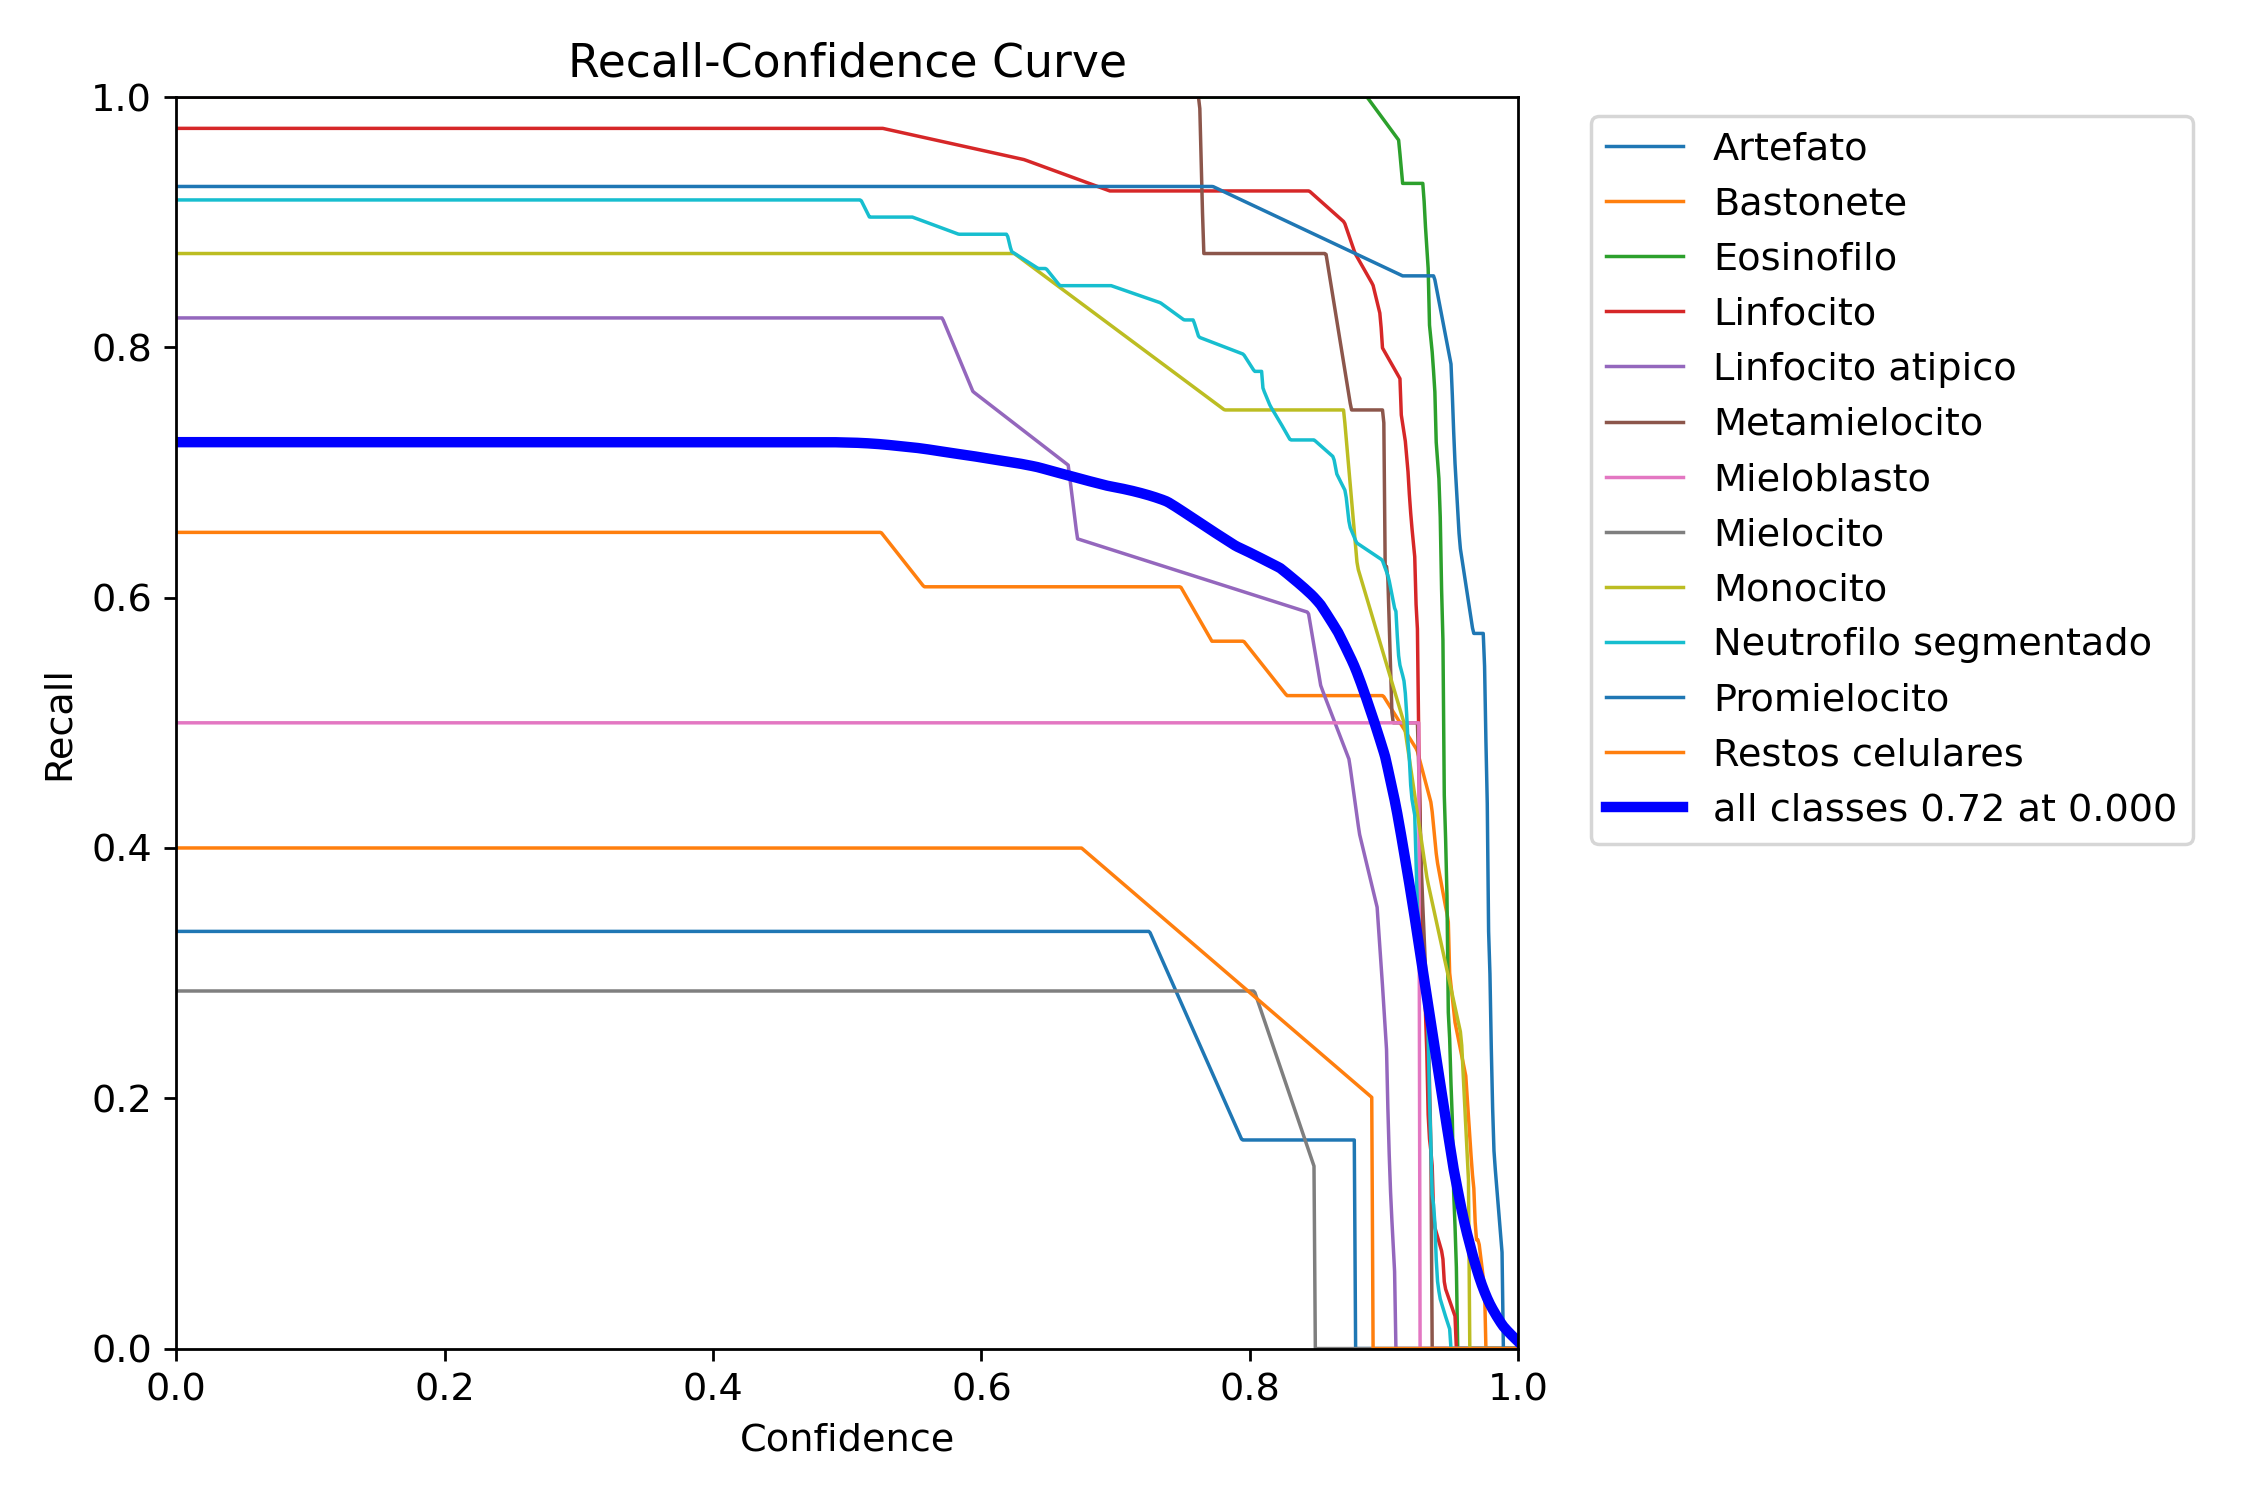 Recall-Confidence Curve
1.0
0.8
0.6
0.4
0.2
0.0
Recall
0.0 0.2 0.4 0.6 0.8 1.0
Confidence
Artefato
Bastonete
Eosinofilo
Linfocito
Linfocito atipico
Metamielocito
Mieloblasto
Mielocito
Monocito
Neutrofilo segmentado
Promielocito
Restos celulares
all classes 0.72 at 0.000